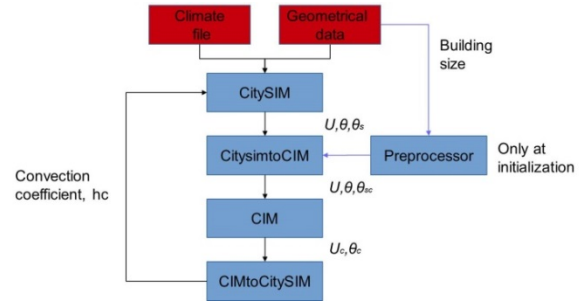 Climate
file
Geometrical
data
Building
size
CitySIM
U,θ,θs
CitysimtoCIM
Preprocessor
Only at
initialization
U,θ,θsc
Convection
coefficient, hc
CIM
Uc,θc
CIMtoCitySIM